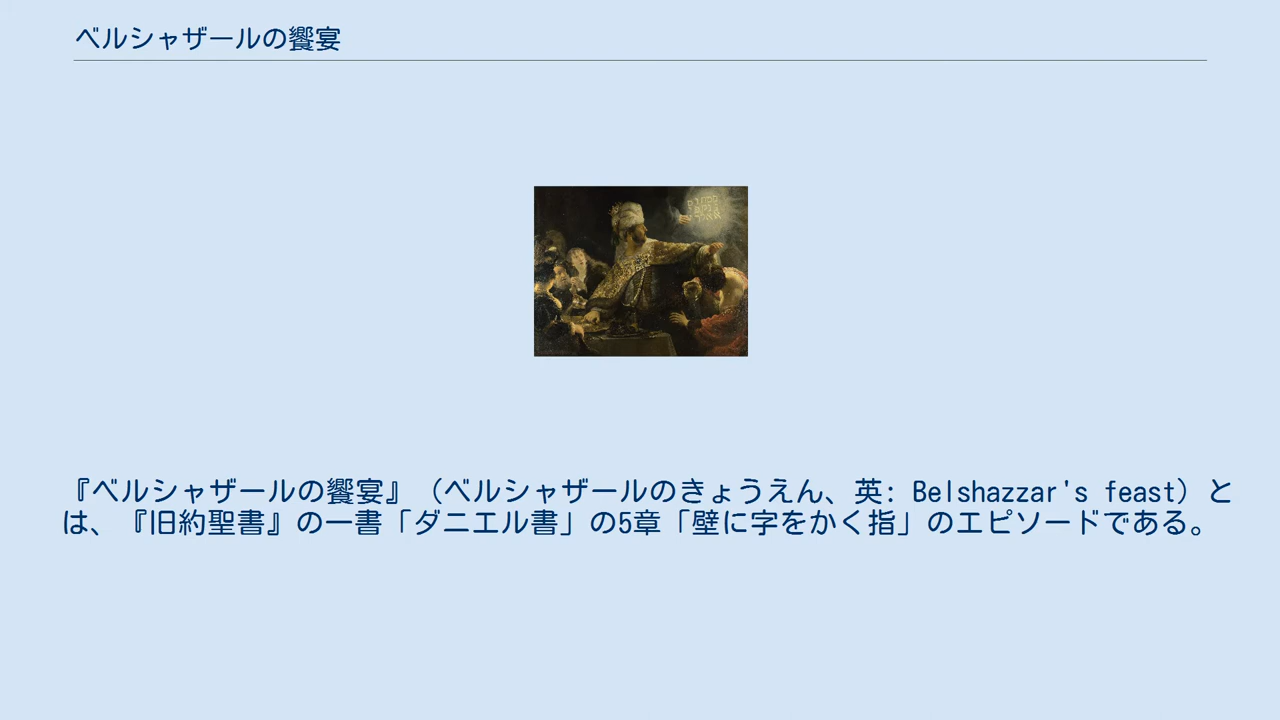 ベルシャザールの饗宴
『ベルシャザールの饗宴』（ベルシャザールのきょうえん、英: Belshazzar's feast）と
は、『旧約聖書』の一書「ダニエル書」の5章「壁に字をかく指」のエピソードである。